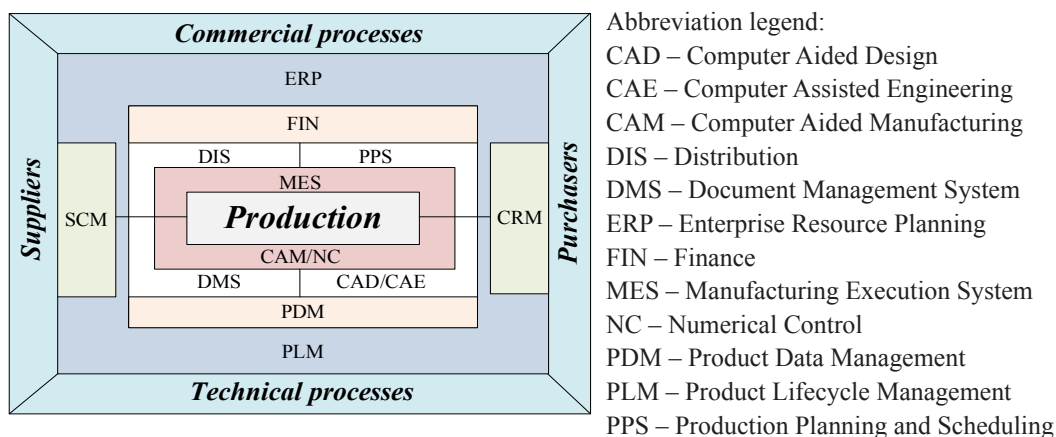 Commercial processes
ERP
FIN
DIS PPS
MES
Suppliers
SCM
Production
CRM
Purchasers
CAM/NC
DMS CAD/CAE
PDM
PLM
Technical processes
Abbreviation legend:
CAD – Computer Aided Design
CAE – Computer Assisted Engineering
CAM – Computer Aided Manufacturing
DIS – Distribution
DMS – Document Management System
ERP – Enterprise Resource Planning
FIN – Finance
MES – Manufacturing Execution System
NC – Numerical Control
PDM – Product Data Management
PLM – Product Lifecycle Management
PPS – Production Planning and Scheduling